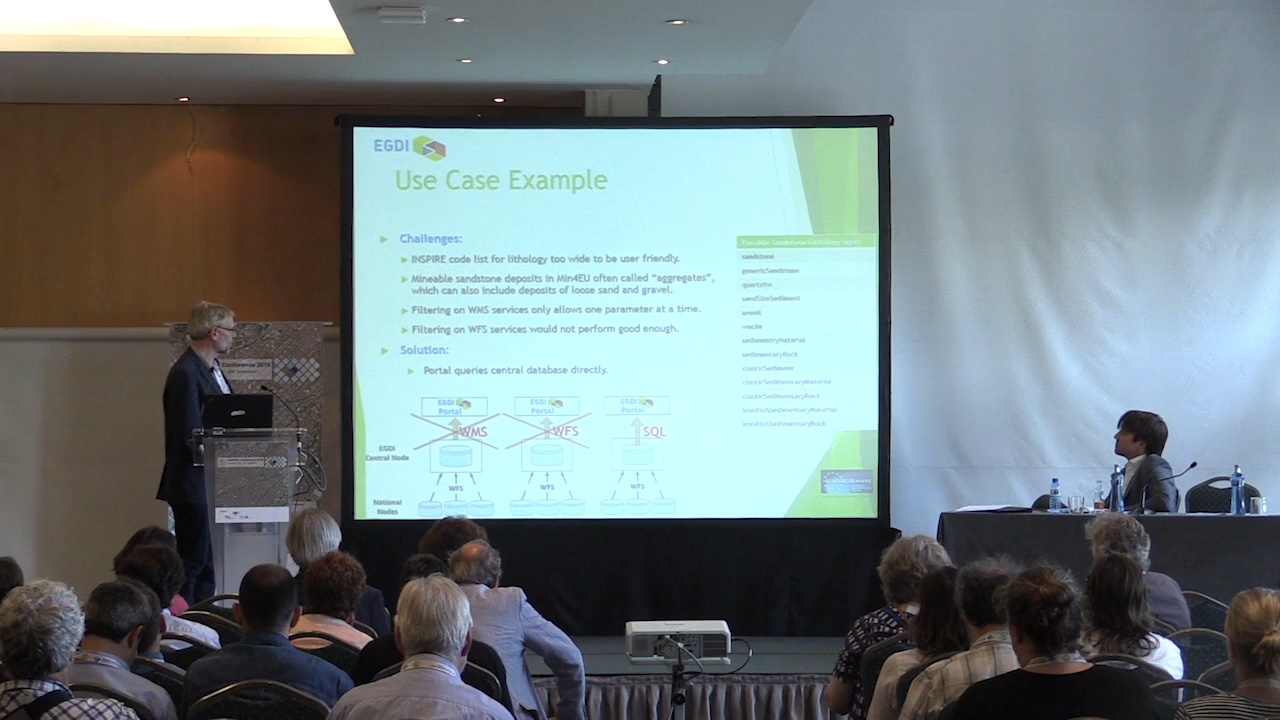 EGDI
Use Case Example
Challenges:
INSPIRE code list for lithology too wide to be user friendly.
Mineable sandstone deposits in Min4EU often called "aggregates",
which can also include deposits of loose sand and gravel.
Filtering on WMS services only allows one parameter at a time.
Filtering on WFS services would not perform good enough.
Solution:
Portal queries central database directly.
EGDI
Portal
EGDI
Portal
EGDI
Portal
WMS
WFS
SQL
EGDI
Central Node
WFS
WFS
WFS
National
Nodes
sandstone
genericSandstone
quartzite
sandSizeSediment
arenit
wacke
sedimentryMaterial
sedimentaryRock
clasticSediment
clasticSedimentaryMaterial
clasticSedimentaryRock
ironRichSedimentaryMaterial
ironRichSedimentaryRock
Conference 2015